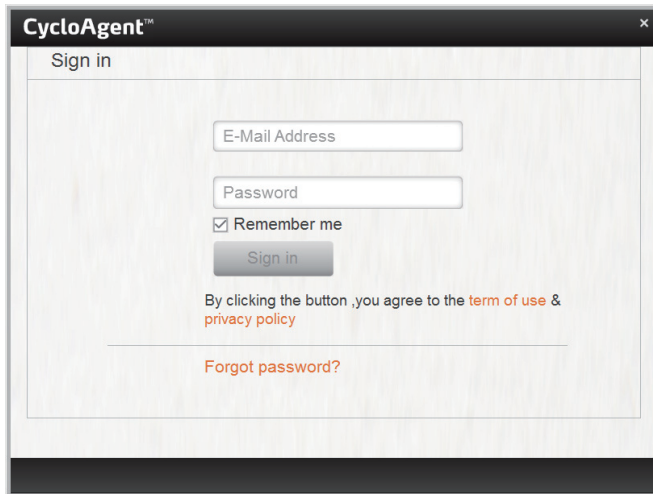 CycloAgent™ ×
Sign in
E-Mail Address
Password
Remember me
Sign in
By clicking the button ,you agree to the term of use &
privacy policy
Forgot password?